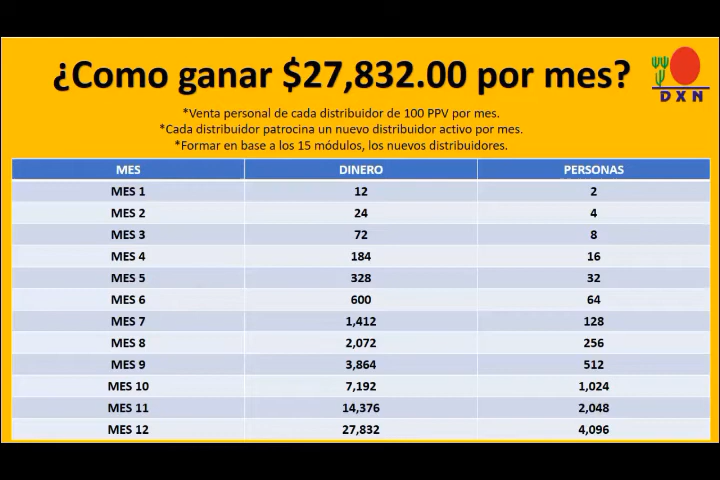 ¿Como ganar $27,832.00 por mes?
DXN
*Venta personal de cada distribuidor de 100 PPV por mes.
*Cada distribuidor patrocina un nuevo distribuidor activo por mes.
*Formar en base a los 15 módulos, los nuevos distribuidores.
MES DINERO PERSONAS
MES 1 12 2
MES 2 24 4
MES 3 72 8
MES 4 184 16
MES 5 328 32
MES 6 600 64
MES 7 1,412 128
MES 8 2,072 256
MES 9 3,864 512
MES 10 7,192 1,024
MES 11 14,376 2,048
MES 12 27,832 4,096